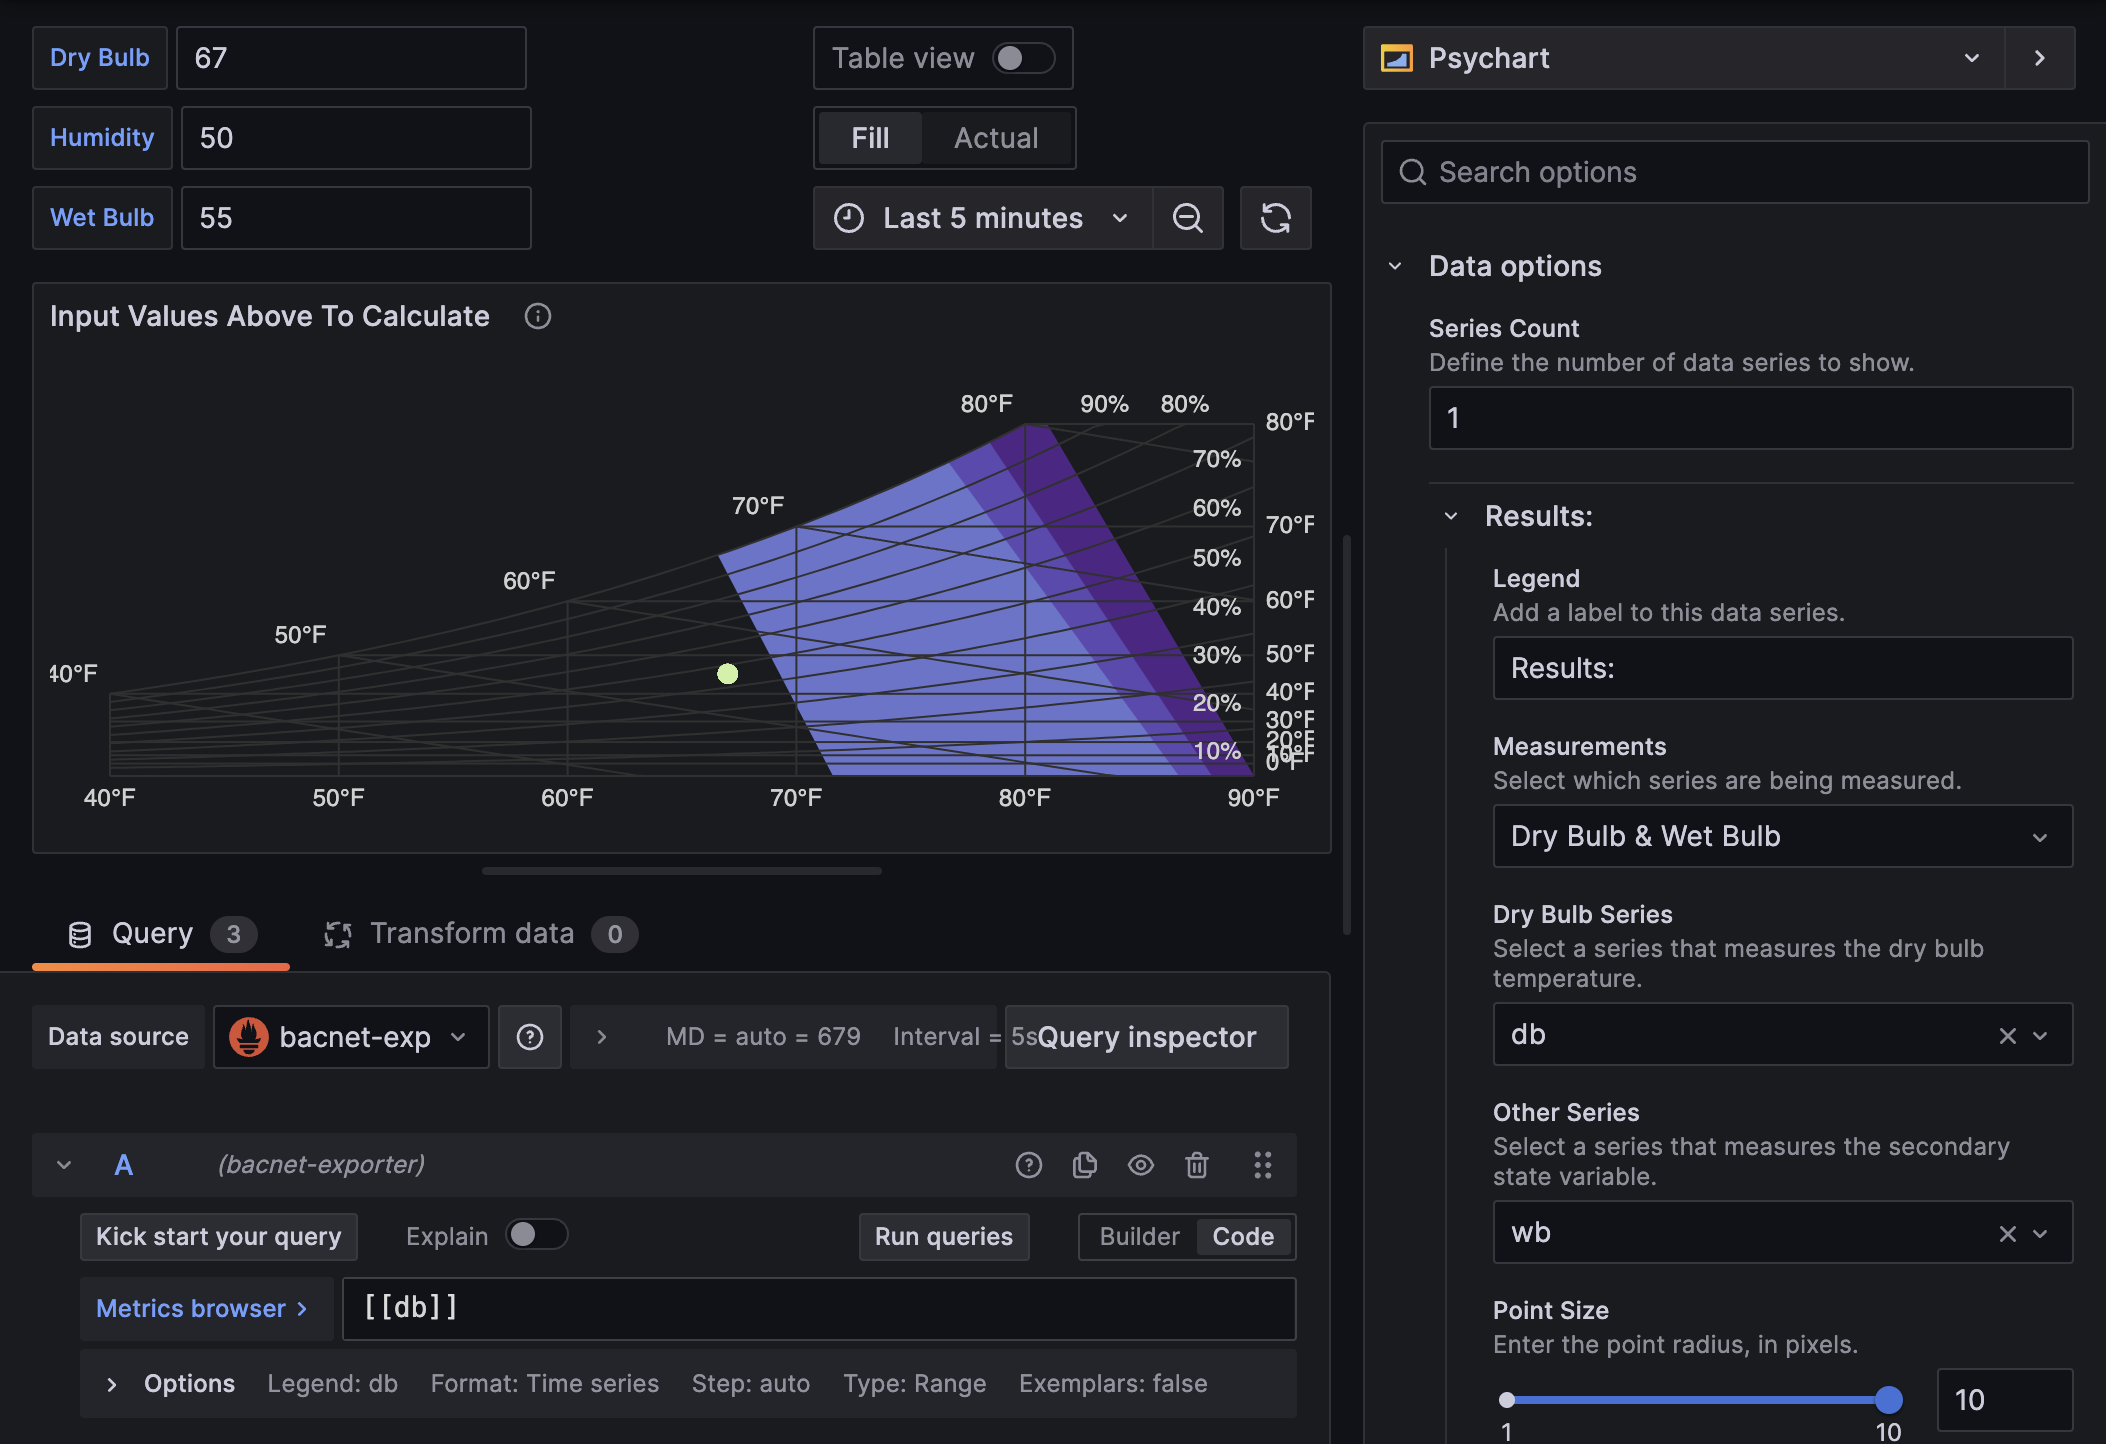 Dry Bulb 67
Humidity 50
Wet Bulb 55
Table view
Fill Actual
Last 5 minutes
Input Values Above To Calculate
80°F 90% 80%
80°F
70%
70°F
60%
70°F
50%
60°F
60°F
40%
50°F
30%
50°F
40°F
40°F
20%
30°F
20°F
10%
10°F
0°F
40°F 50°F 60°F 70°F 80°F 90°F
Query 3 Transform data 0
Data source bacnet-exp MD = auto = 679 Interval = 5s Query inspector
A (bacnet-exporter)
Kick start your query Explain Run queries Builder Code
Metrics browser > [[db]]
Options Legend: db Format: Time series Step: auto Type: Range Exemplars: false
Psychart
Search options
Data options
Series Count
Define the number of data series to show.
1
Results:
Legend
Add a label to this data series.
Results:
Measurements
Select which series are being measured.
Dry Bulb & Wet Bulb
Dry Bulb Series
Select a series that measures the dry bulb
temperature.
db
Other Series
Select a series that measures the secondary
state variable.
wb
Point Size
Enter the point radius, in pixels.
10
1 10